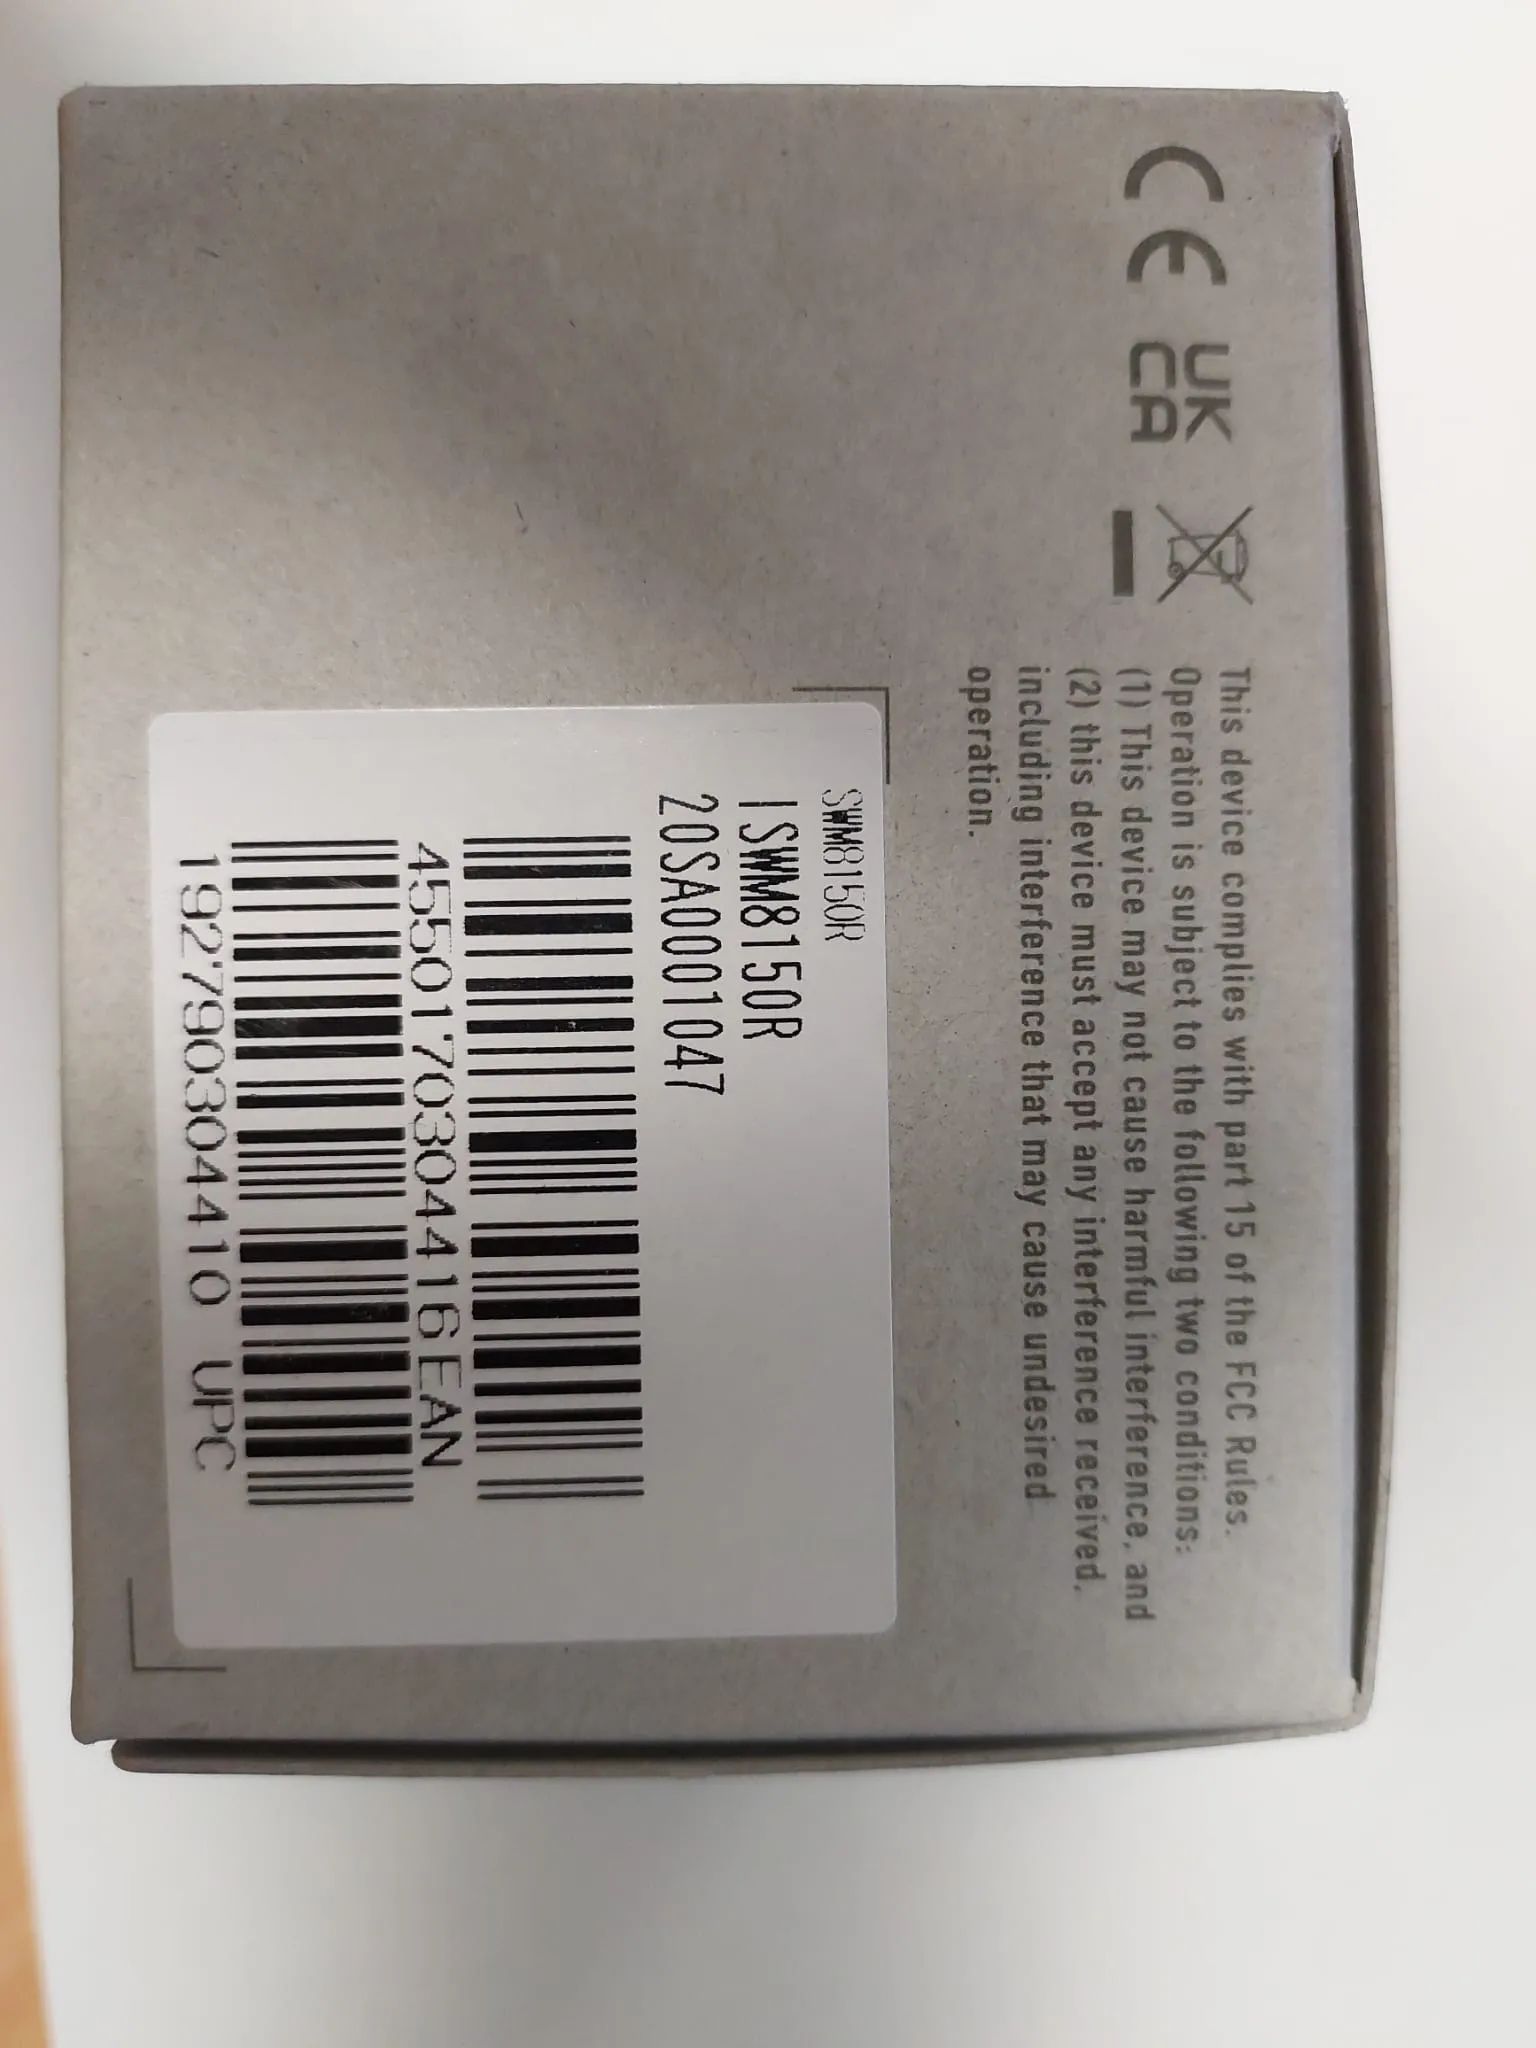 CE UK
CA
This device complies with part 15 of the FCC Rules.
Operation is subject to the following two conditions:
(1) This device may not cause harmful interference, and
(2) this device must accept any interference received,
including interference that may cause undesired
operation.
SWM8150R
ISWM8150R
20SA0001047
4550170304416 EAN
192790304410 UPC